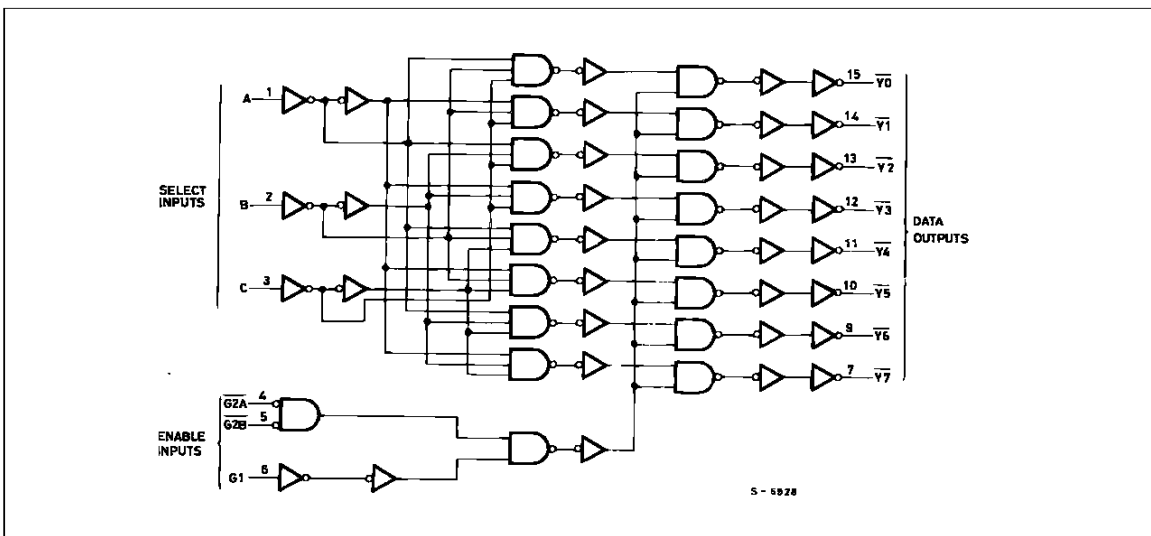 SELECT
INPUTS
A 1
B 2
C 3
ENABLE
INPUTS
G2A 4
G2B 5
G1 6
15 Y0
14 Y1
13 Y2
12 Y3
11 Y4
10 Y5
9 Y6
7 Y7
DATA
OUTPUTS
S - 5928